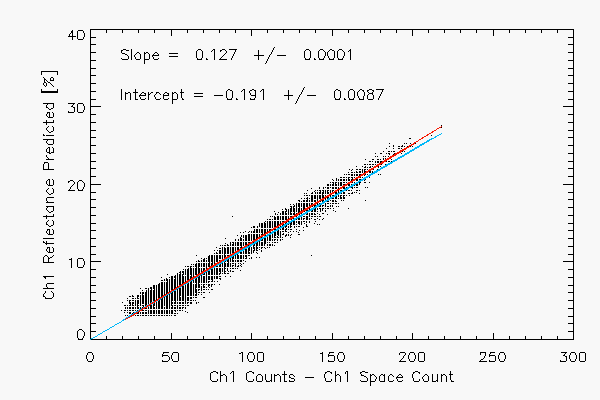 40
Slope =  0.127  +/−  0.0001
Intercept = −0.191  +/−  0.0087
30
20
10
0
Ch1 Reflectance Predicted [%]
0 50 100 150 200 250 300
Ch1 Counts − Ch1 Space Count